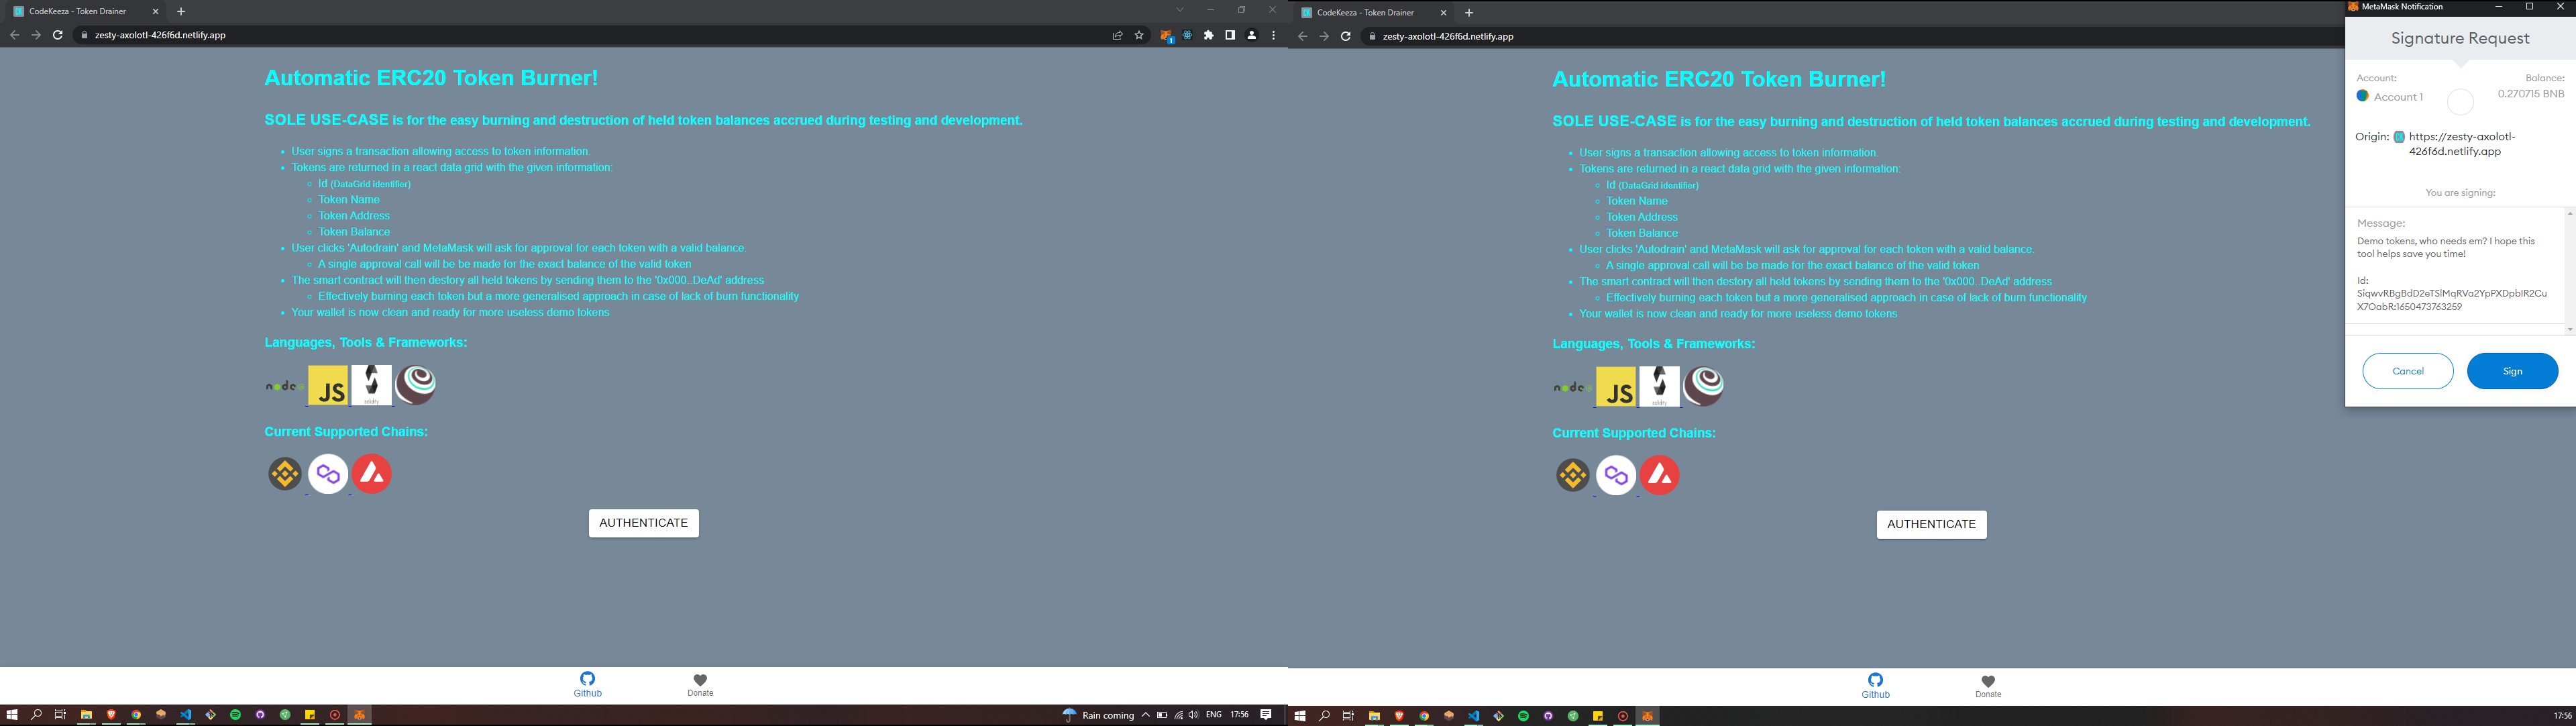 CodeKeeza - Token Drainer
zesty-axolotl-426f6d.netlify.app
1
Automatic ERC20 Token Burner!
SOLE USE-CASE is for the easy burning and destruction of held token balances accrued during testing and development.
User signs a transaction allowing access to token information.
Tokens are returned in a react data grid with the given information:
Id (DataGrid identifier)
Token Name
Token Address
Token Balance
User clicks 'Autodrain' and MetaMask will ask for approval for each token with a valid balance.
A single approval call will be be made for the exact balance of the valid token
The smart contract will then destory all held tokens by sending them to the '0x000..DeAd' address
Effectively burning each token but a more generalised approach in case of lack of burn functionality
Your wallet is now clean and ready for more useless demo tokens
Languages, Tools & Frameworks:
node
JS
solidity
Current Supported Chains:
AUTHENTICATE
Github
Donate
Rain coming
ENG
17:56
CodeKeeza - Token Drainer
zesty-axolotl-426f6d.netlify.app
Automatic ERC20 Token Burner!
SOLE USE-CASE is for the easy burning and destruction of held token balances accrued during testing and development.
User signs a transaction allowing access to token information.
Tokens are returned in a react data grid with the given information:
Id (DataGrid identifier)
Token Name
Token Address
Token Balance
User clicks 'Autodrain' and MetaMask will ask for approval for each token with a valid balance.
A single approval call will be be made for the exact balance of the valid token
The smart contract will then destory all held tokens by sending them to the '0x000..DeAd' address
Effectively burning each token but a more generalised approach in case of lack of burn functionality
Your wallet is now clean and ready for more useless demo tokens
Languages, Tools & Frameworks:
node
JS
solidity
Current Supported Chains:
AUTHENTICATE
Github
Donate
17:56
MetaMask Notification
Signature Request
Account:
Balance:
Account 1
0.270715 BNB
Origin: https://zesty-axolotl-
426f6d.netlify.app
You are signing:
Message:
Demo tokens, who needs em? I hope this
tool helps save you time!
Id:
SiqwvRBgBdD2eTSlMqRVa2YpPXDpbIR2Cu
X7OabR:1650473763259
Cancel
Sign